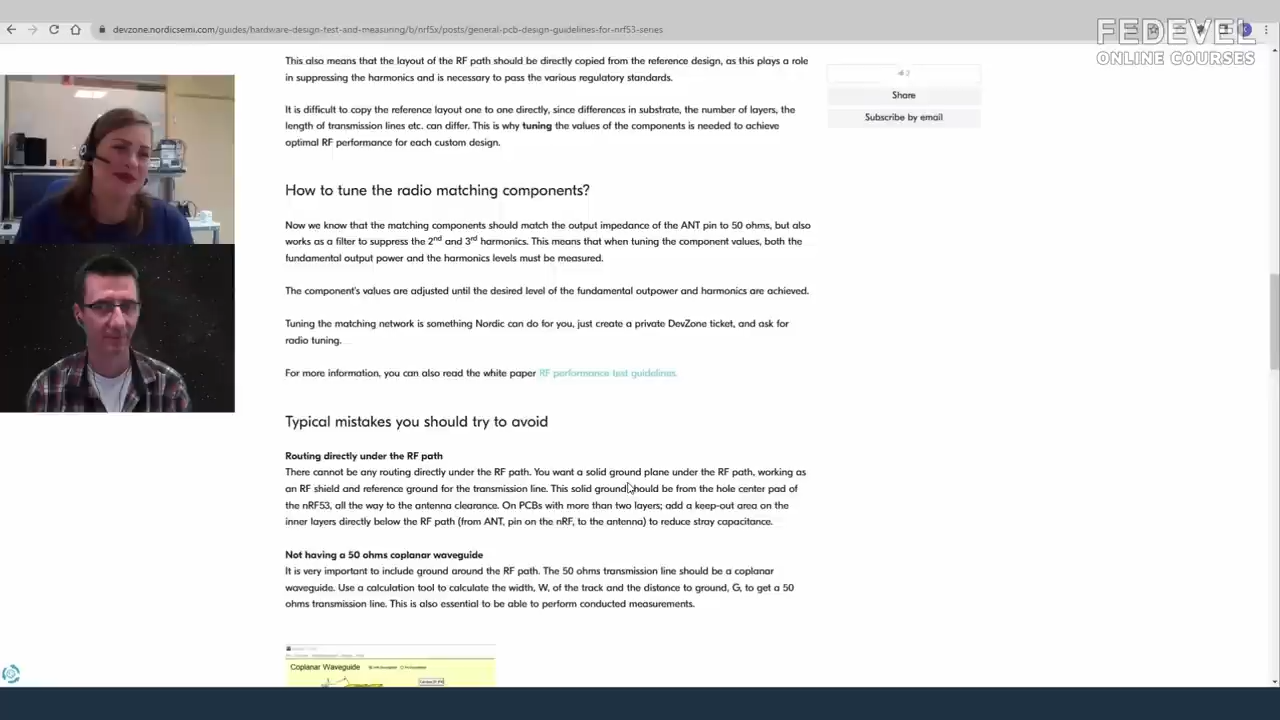 devzone.nordicsemi.com/guides/hardware-design-test-and-measuring/b/nrf5x/posts/general-pcb-design-guidelines-for-nrf53-series
FEDEVEL
ONLINE COURSES
This also means that the layout of the RF path should be directly copied from the reference design, as this plays a role
in suppressing the harmonics and is necessary to pass the various regulatory standards.
Share
Subscribe by email
It is difficult to copy the reference layout one to one directly, since differences in substrate, the number of layers, the
length of transmission lines etc. can differ. This is why tuning the values of the components is needed to achieve
optimal RF performance for each custom design.
How to tune the radio matching components?
Now we know that the matching components should match the output impedance of the ANT pin to 50 ohms, but also
works as a filter to suppress the 2nd and 3rd harmonics. This means that when tuning the component values, both the
fundamental output power and the harmonics levels must be measured.
The component's values are adjusted until the desired level of the fundamental outpower and harmonics are achieved.
Tuning the matching network is something Nordic can do for you, just create a private DevZone ticket, and ask for
radio tuning.
For more information, you can also read the white paper RF performance test guidelines.
Typical mistakes you should try to avoid
Routing directly under the RF path
There cannot be any routing directly under the RF path. You want a solid ground plane under the RF path, working as
an RF shield and reference ground for the transmission line. This solid ground should be from the hole center pad of
the nRF53, all the way to the antenna clearance. On PCBs with more than two layers; add a keep-out area on the
inner layers directly below the RF path (from ANT, pin on the nRF, to the antenna) to reduce stray capacitance.
Not having a 50 ohms coplanar waveguide
It is very important to include ground around the RF path. The 50 ohms transmission line should be a coplanar
waveguide. Use a calculation tool to calculate the width, W, of the track and the distance to ground, G, to get a 50
ohms transmission line. This is also essential to be able to perform conducted measurements.
Coplanar Waveguide